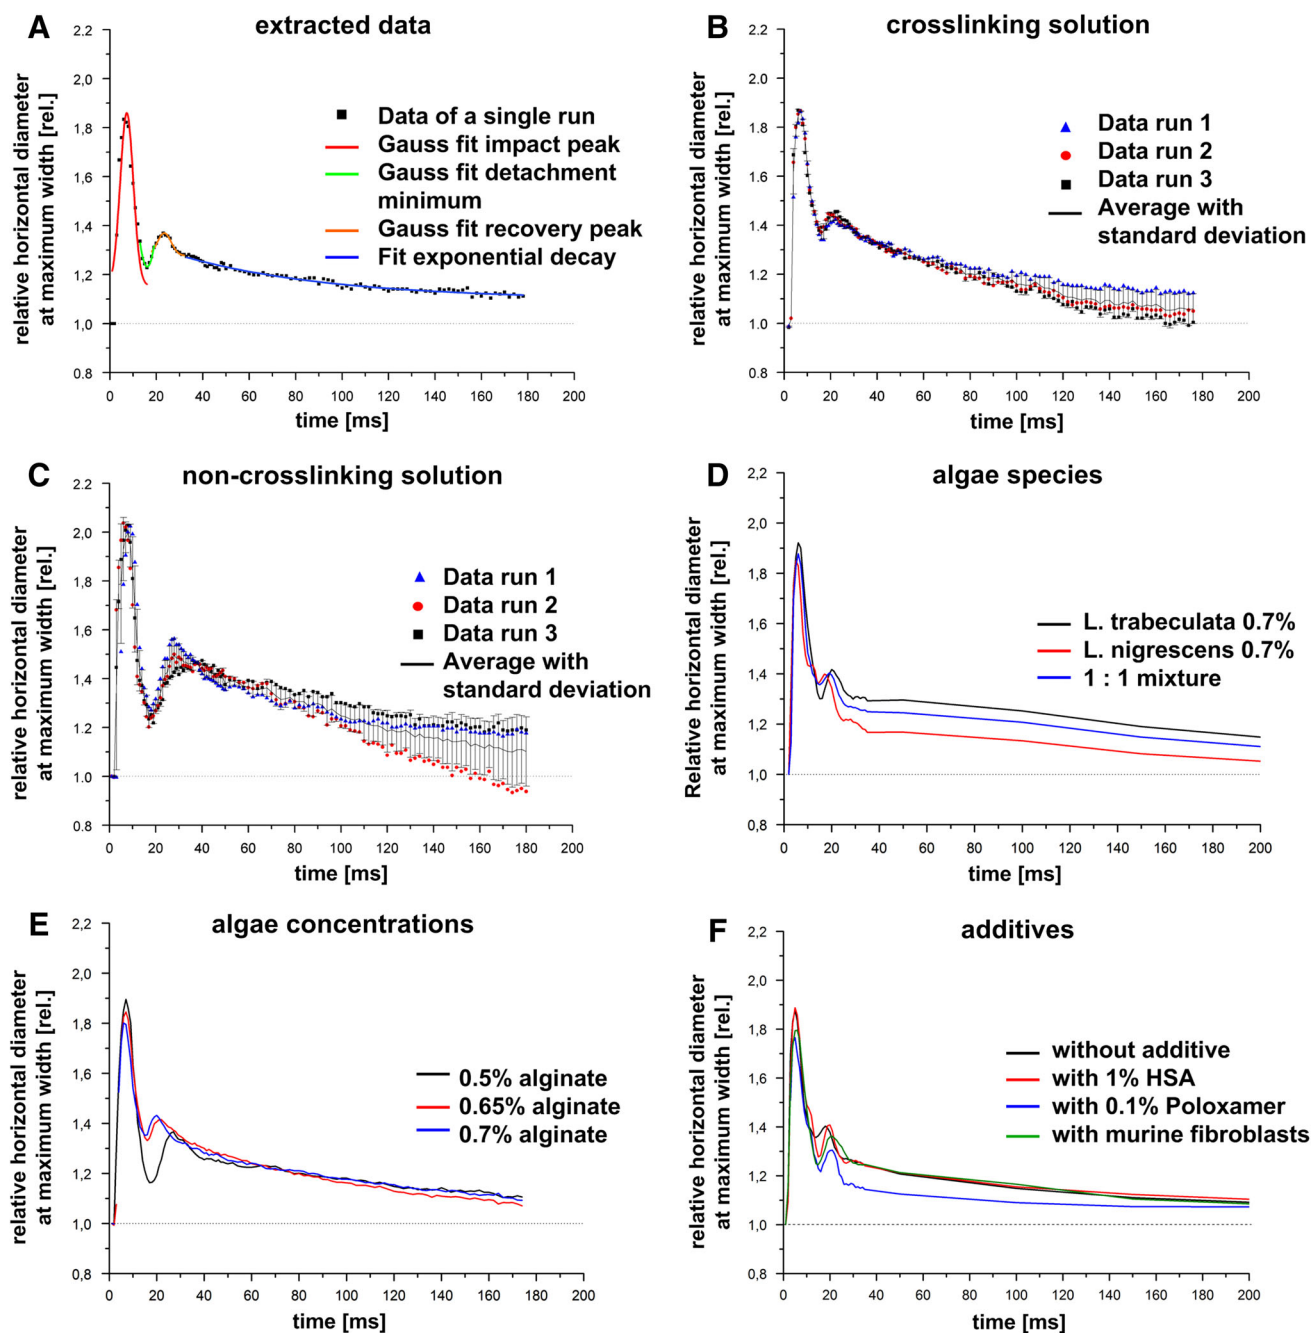 A
extracted data
relative horizontal diameter
at maximum width [rel.]
2,2
2,0
1,8
1,6
1,4
1,2
1,0
0.8
Data of a single run
Gauss fit impact peak
Gauss fit detachment
minimum
Gauss fit recovery peak
Fit exponential decay
0 20 40 60 80 100 120 140 160 180 200
time [ms]
B
crosslinking solution
relative horizontal diameter
at maximum width [rel.]
2,2
2,0
1,8
1,6
1,4
1,2
1,0
0.8
Data run 1
Data run 2
Data run 3
Average with
standard deviation
0 20 40 60 80 100 120 140 160 180 200
time [ms]
C
non-crosslinking solution
relative horizontal diameter
at maximum width [rel.]
2,2
2,0
1,8
1,6
1,4
1,2
1,0
0.8
Data run 1
Data run 2
Data run 3
Average with
standard deviation
0 20 40 60 80 100 120 140 160 180 200
time [ms]
D
algae species
Relative horizontal diameter
at maximum width [rel.]
2,2
2,0
1,8
1,6
1,4
1,2
1,0
0,8
L. trabeculata 0.7%
L. nigrescens 0.7%
1 : 1 mixture
0 20 40 60 80 100 120 140 160 180 200
time [ms]
E
algae concentrations
relative horizontal diameter
at maximum width [rel.]
2,2
2,0
1,8
1,6
1,4
1,2
1,0
0,8
0.5% alginate
0.65% alginate
0.7% alginate
0 20 40 60 80 100 120 140 160 180 200
time [ms]
F
additives
relative horizontal diameter
at maximum width [rel.]
2,2
2,0
1,8
1,6
1,4
1,2
1,0
0,8
without additive
with 1% HSA
with 0.1% Poloxamer
with murine fibroblasts
0 20 40 60 80 100 120 140 160 180 200
time [ms]